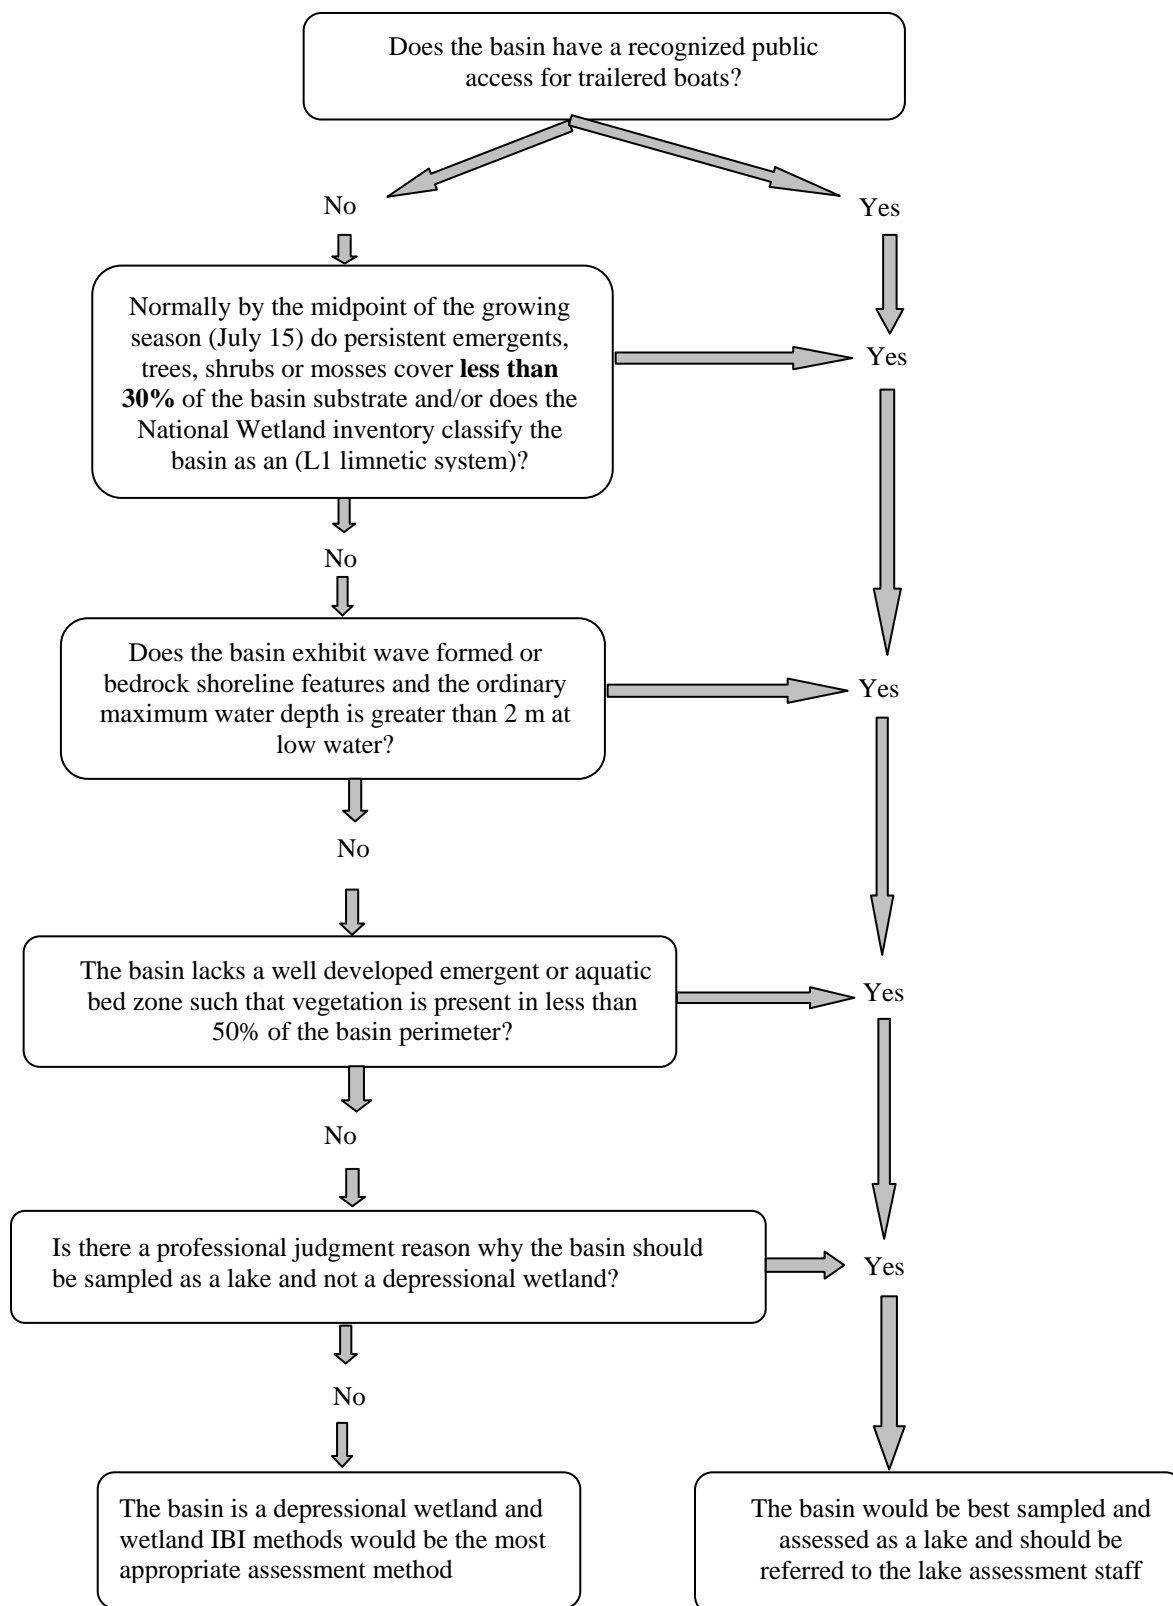 Does the basin have a recognized public
access for trailered boats?
No
Yes
Normally by the midpoint of the growing
season (July 15) do persistent emergents,
trees, shrubs or mosses cover less than
30% of the basin substrate and/or does the
National Wetland inventory classify the
basin as an (L1 limnetic system)?
Yes
No
Does the basin exhibit wave formed or
bedrock shoreline features and the ordinary
maximum water depth is greater than 2 m at
low water?
Yes
No
The basin lacks a well developed emergent or aquatic
bed zone such that vegetation is present in less than
50% of the basin perimeter?
Yes
No
Is there a professional judgment reason why the basin should
be sampled as a lake and not a depressional wetland?
Yes
No
The basin is a depressional wetland and
wetland IBI methods would be the most
appropriate assessment method
The basin would be best sampled and
assessed as a lake and should be
referred to the lake assessment staff